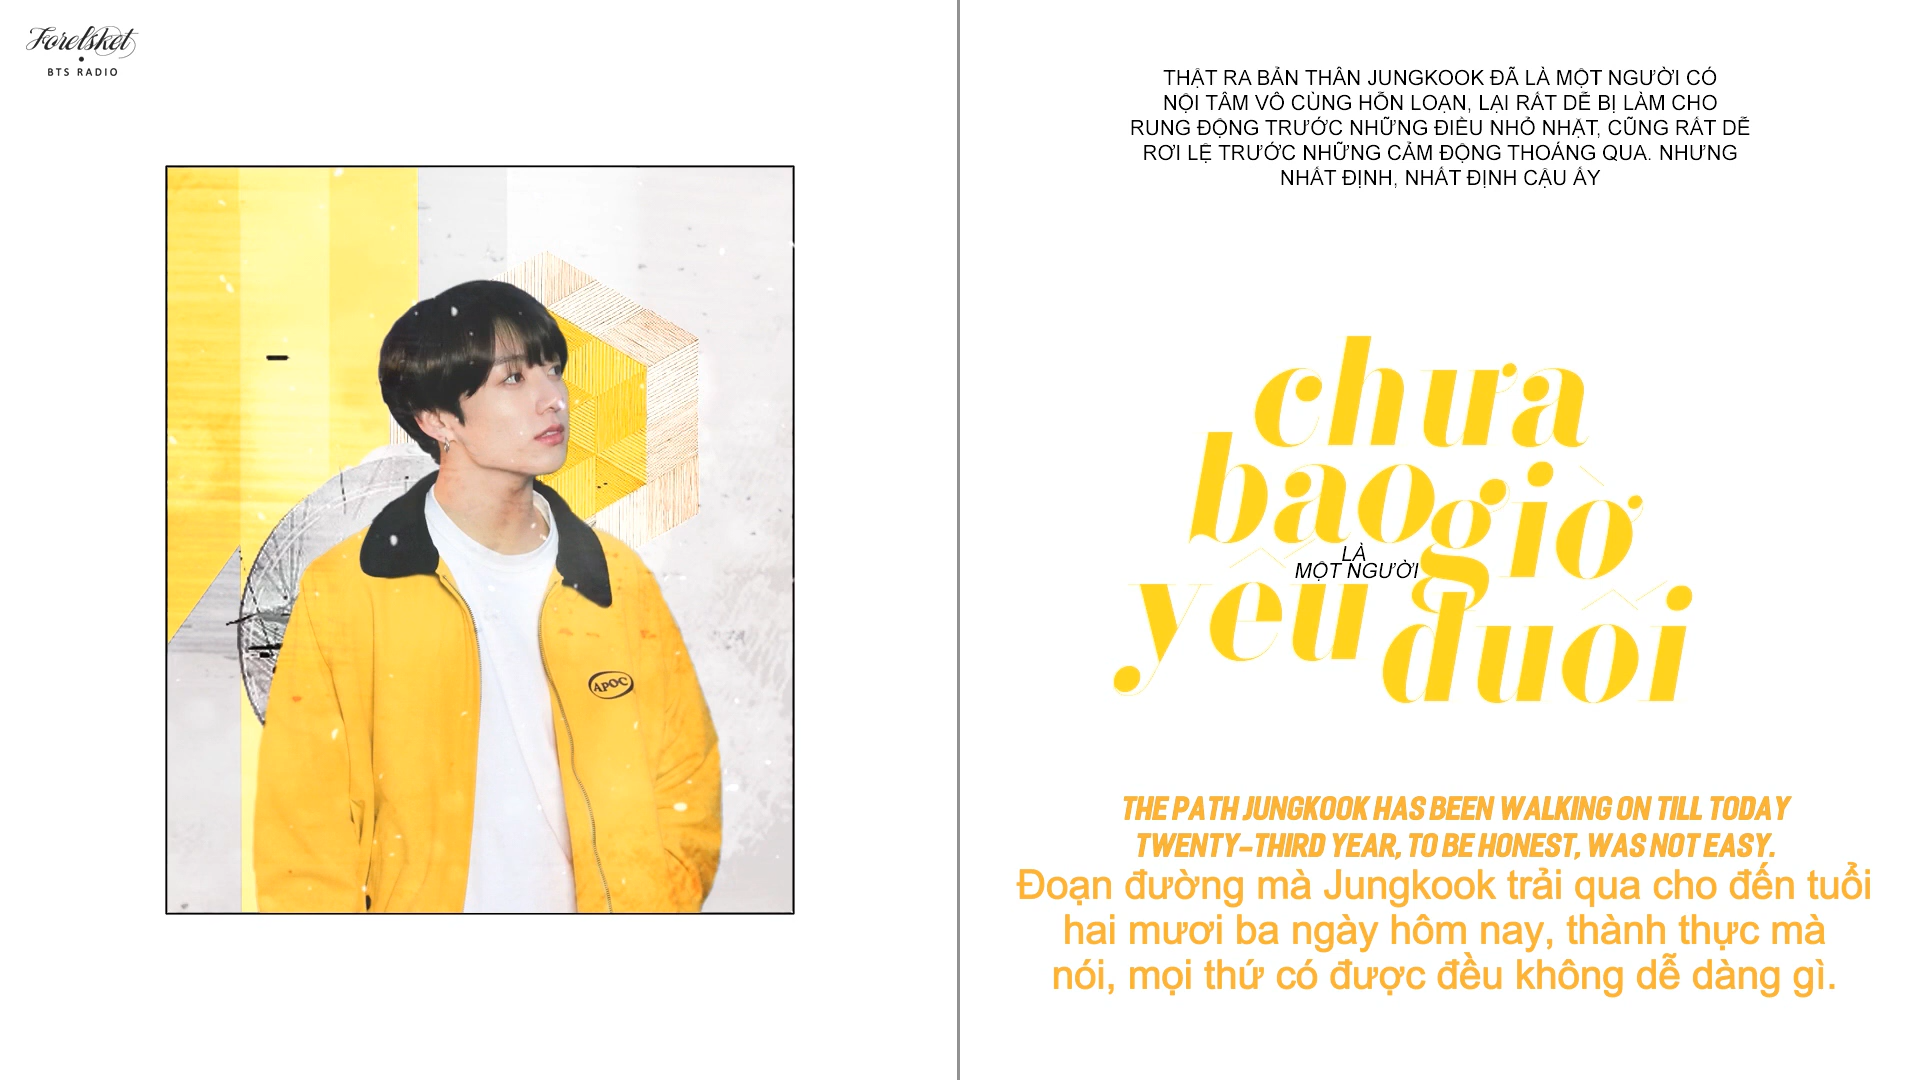 Forelsket
BTS RADIO
THẬT RA BẢN THÂN JUNGKOOK ĐÃ LÀ MỘT NGƯỜI CÓ
NỘI TÂM VÔ CÙNG HỖN LOẠN, LẠI RẤT DỄ BỊ LÀM CHO
RUNG ĐỘNG TRƯỚC NHỮNG ĐIỀU NHỎ NHẶT, CŨNG RẤT DỄ
RƠI LỆ TRƯỚC NHỮNG CẢM ĐỘNG THOÁNG QUA. NHƯNG
NHẤT ĐỊNH, NHẤT ĐỊNH CẬU ẤY
chưa
bao giờ
LÀ
MỘT NGƯỜI
yếu đuối
APOC
THE PATH JUNGKOOK HAS BEEN WALKING ON TILL TODAY
TWENTY-THIRD YEAR, TO BE HONEST, WAS NOT EASY.
Đoạn đường mà Jungkook trải qua cho đến tuổi
hai mươi ba ngày hôm nay, thành thực mà
nói, mọi thứ có được đều không dễ dàng gì.